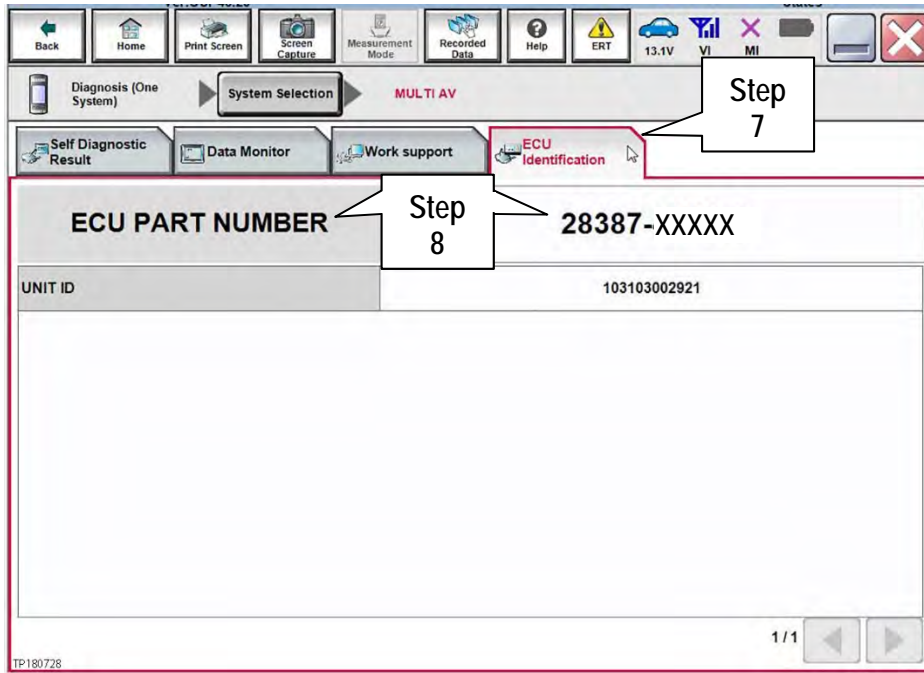 Back
Home
Print Screen
Screen
Capture
Measurement
Mode
Recorded
Data
Help
ERT
13.1V
VI
MI
Diagnosis (One
System)
System Selection
MULTI AV
Step
7
Self Diagnostic
Result
Data Monitor
Work support
ECU
Identification
ECU PART NUMBER
Step
8
28387-XXXXX
UNIT ID
103103002921
1/1
TP180728